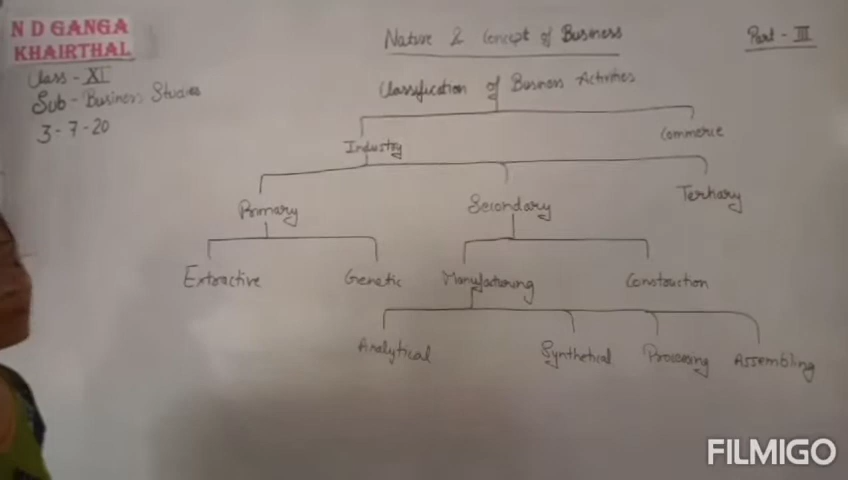 N D GANGA
KHAIRTHAL
Class - XI
Sub - Business Studies
3-7-20
Nature & Concept of Business
Part - III
Classification of Business Activities
Industry
Commerce
Primary
Secondary
Tertiary
Extractive
Genetic
Manufacturing
Construction
Analytical
Synthetical
Processing
Assembling
FILMIGO